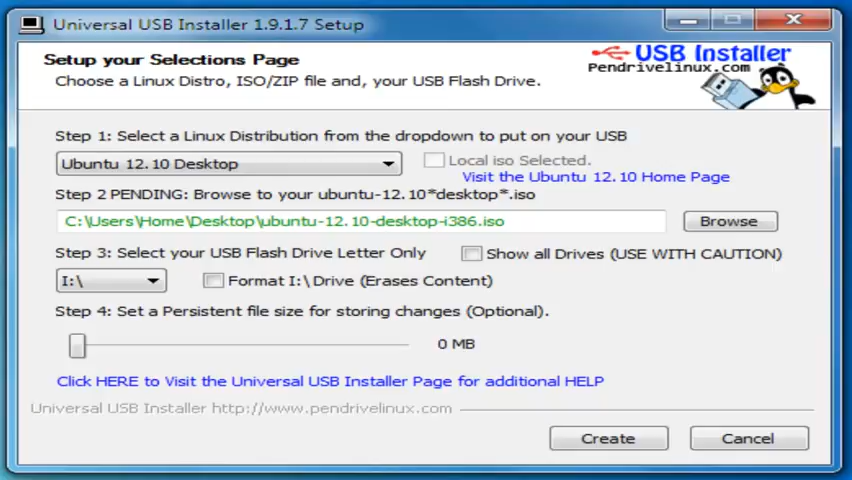 Universal USB Installer 1.9.1.7 Setup
Setup your Selections Page
Choose a Linux Distro, ISO/ZIP file and, your USB Flash Drive.
USB Installer
Pendrivelinux.com
Step 1: Select a Linux Distribution from the dropdown to put on your USB
Ubuntu 12.10 Desktop
Local iso Selected.
Visit the Ubuntu 12.10 Home Page
Step 2 PENDING: Browse to your ubuntu-12.10*desktop*.iso
C:\Users\Home\Desktop\ubuntu-12.10-desktop-i386.iso
Browse
Step 3: Select your USB Flash Drive Letter Only
Show all Drives (USE WITH CAUTION)
I:\
Format I:\ Drive (Erases Content)
Step 4: Set a Persistent file size for storing changes (Optional).
0 MB
Click HERE to Visit the Universal USB Installer Page for additional HELP
Universal USB Installer http://www.pendrivelinux.com
Create
Cancel